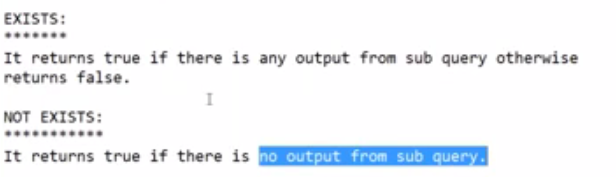 EXISTS:
*******
It returns true if there is any output from sub query otherwise
returns false.
NOT EXISTS:
***********
It returns true if there is no output from sub query.